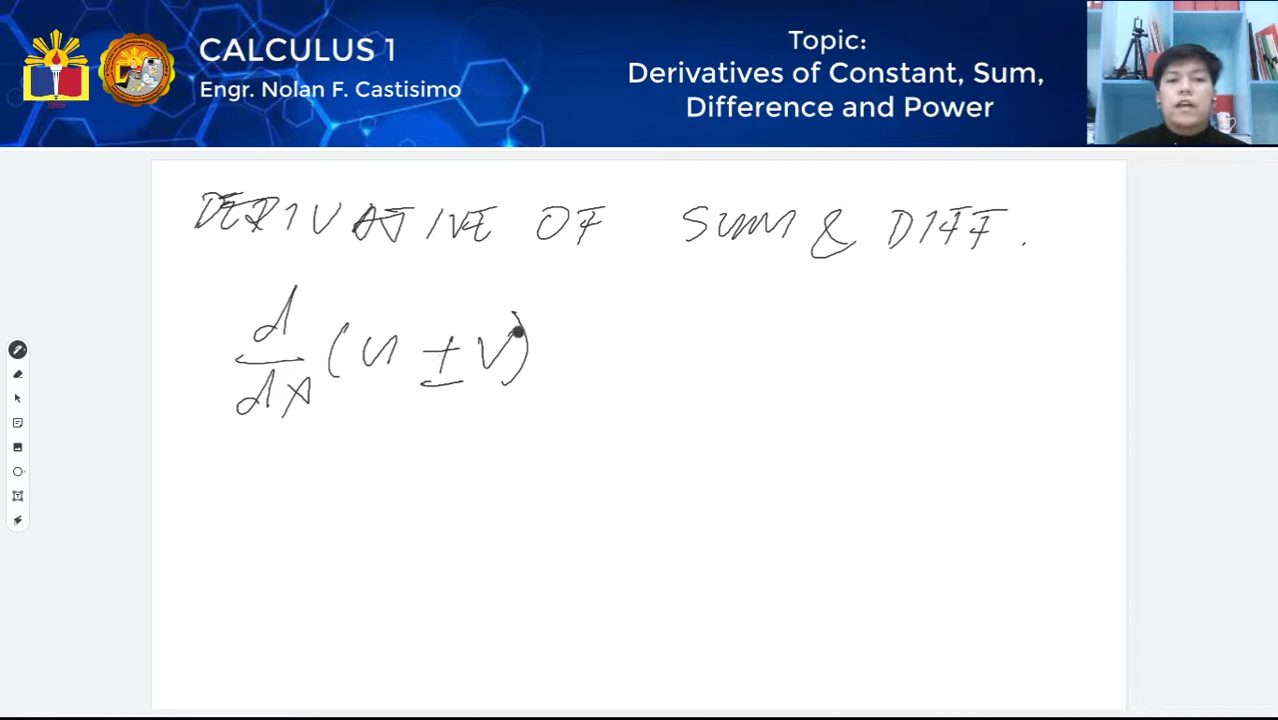 CALCULUS 1
Engr. Nolan F. Castisimo
Topic:
Derivatives of Constant, Sum,
Difference and Power
DERIVATIVE OF SUM & DIFF.
d/dx (u ± v)